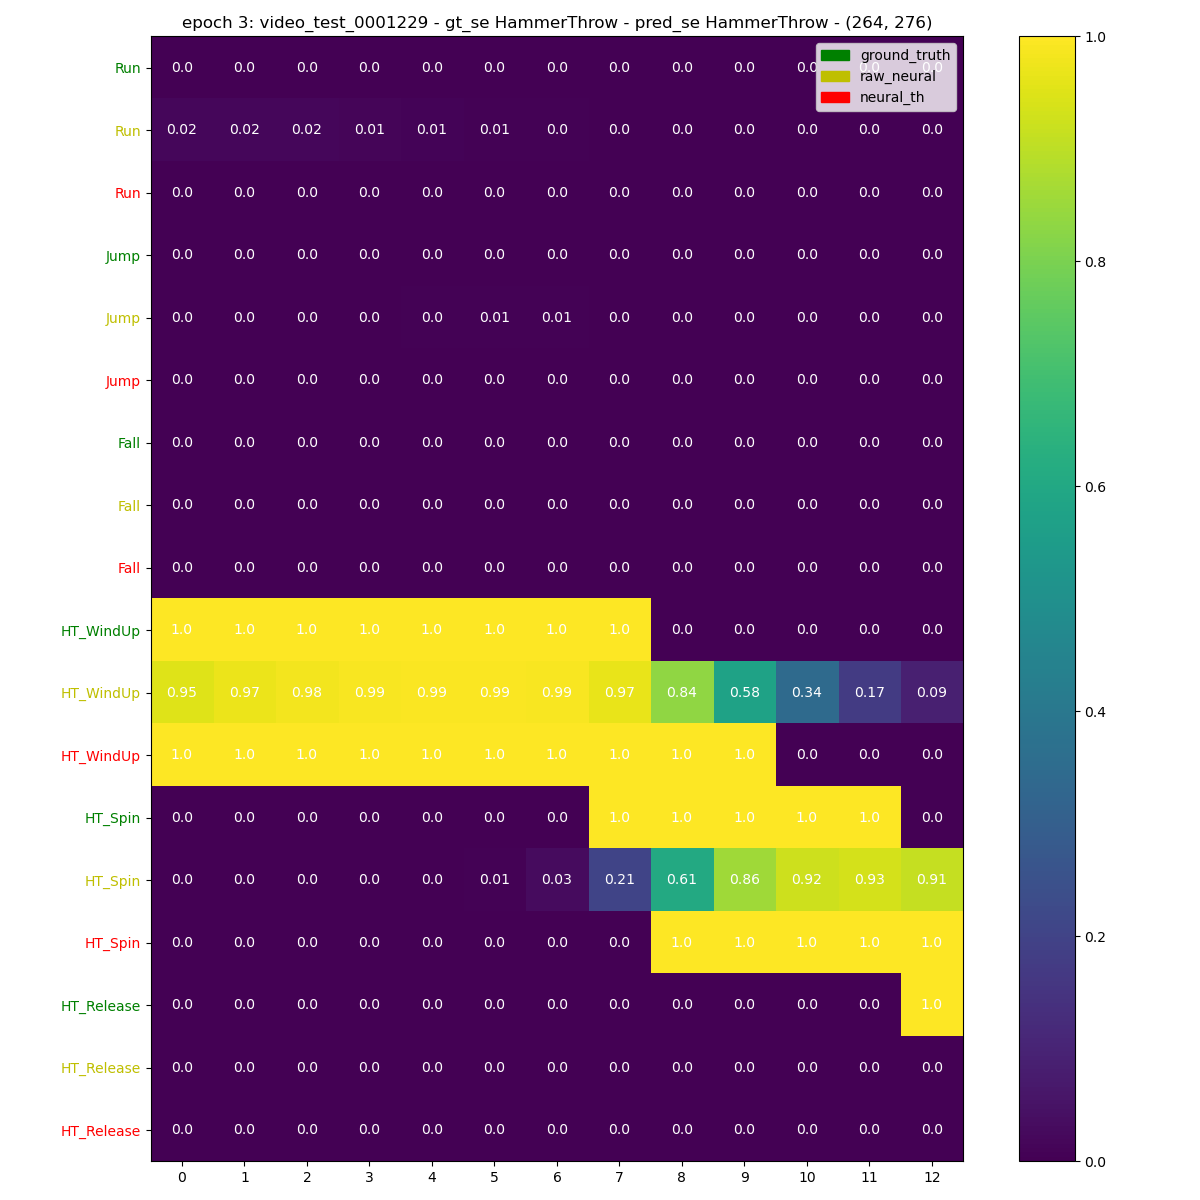 epoch 3: video_test_0001229 - gt_se HammerThrow - pred_se HammerThrow - (264, 276)
ground_truth
raw_neural
neural_th
Run 0.0 0.0 0.0 0.0 0.0 0.0 0.0 0.0 0.0 0.0 0.0 0.0 0.0
Run 0.02 0.02 0.02 0.01 0.01 0.01 0.0 0.0 0.0 0.0 0.0 0.0 0.0
Run 0.0 0.0 0.0 0.0 0.0 0.0 0.0 0.0 0.0 0.0 0.0 0.0 0.0
Jump 0.0 0.0 0.0 0.0 0.0 0.0 0.0 0.0 0.0 0.0 0.0 0.0 0.0
Jump 0.0 0.0 0.0 0.0 0.0 0.01 0.01 0.0 0.0 0.0 0.0 0.0 0.0
Jump 0.0 0.0 0.0 0.0 0.0 0.0 0.0 0.0 0.0 0.0 0.0 0.0 0.0
Fall 0.0 0.0 0.0 0.0 0.0 0.0 0.0 0.0 0.0 0.0 0.0 0.0 0.0
Fall 0.0 0.0 0.0 0.0 0.0 0.0 0.0 0.0 0.0 0.0 0.0 0.0 0.0
Fall 0.0 0.0 0.0 0.0 0.0 0.0 0.0 0.0 0.0 0.0 0.0 0.0 0.0
HT_WindUp 1.0 1.0 1.0 1.0 1.0 1.0 1.0 1.0 0.0 0.0 0.0 0.0 0.0
HT_WindUp 0.95 0.97 0.98 0.99 0.99 0.99 0.99 0.97 0.84 0.58 0.34 0.17 0.09
HT_WindUp 1.0 1.0 1.0 1.0 1.0 1.0 1.0 1.0 1.0 1.0 0.0 0.0 0.0
HT_Spin 0.0 0.0 0.0 0.0 0.0 0.0 0.0 1.0 1.0 1.0 1.0 1.0 0.0
HT_Spin 0.0 0.0 0.0 0.0 0.0 0.01 0.03 0.21 0.61 0.86 0.92 0.93 0.91
HT_Spin 0.0 0.0 0.0 0.0 0.0 0.0 0.0 0.0 1.0 1.0 1.0 1.0 1.0
HT_Release 0.0 0.0 0.0 0.0 0.0 0.0 0.0 0.0 0.0 0.0 0.0 0.0 1.0
HT_Release 0.0 0.0 0.0 0.0 0.0 0.0 0.0 0.0 0.0 0.0 0.0 0.0 0.0
HT_Release 0.0 0.0 0.0 0.0 0.0 0.0 0.0 0.0 0.0 0.0 0.0 0.0 0.0
0 1 2 3 4 5 6 7 8 9 10 11 12
1.0
0.8
0.6
0.4
0.2
0.0